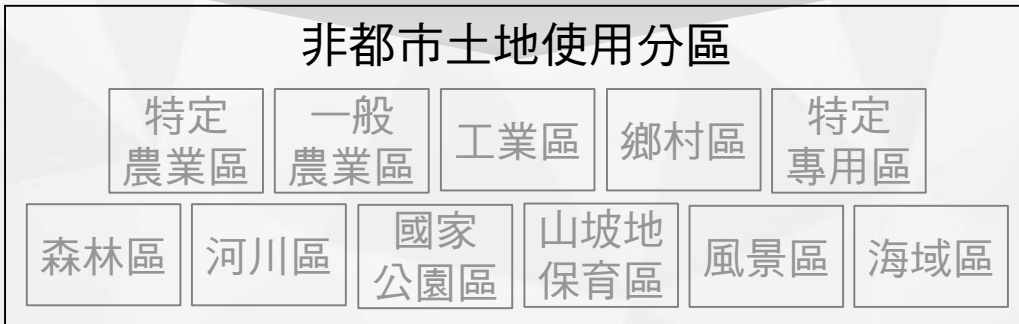 非都市土地使用分區
特定
農業區
一般
農業區
工業區
鄉村區
特定
專用區
森林區
河川區
國家
公園區
山坡地
保育區
風景區
海域區